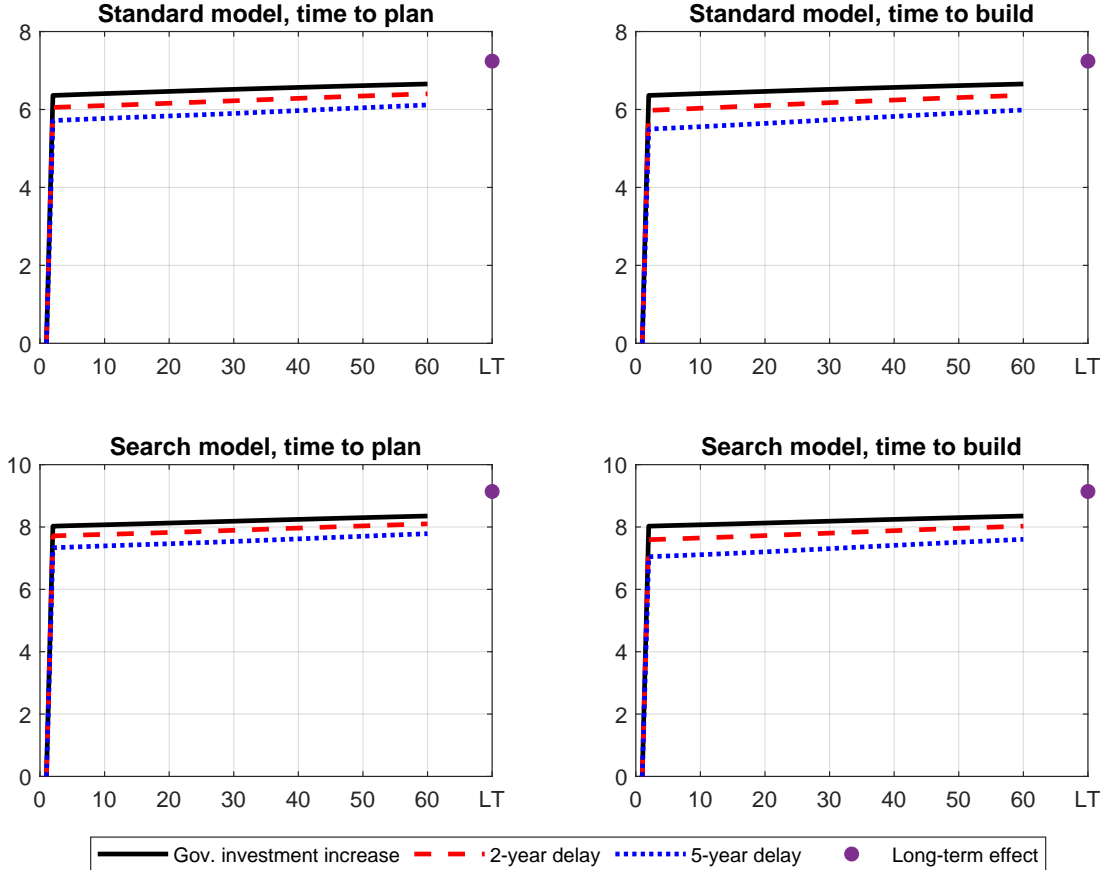 Standard model, time to plan
8
6
4
2
0
0 10 20 30 40 50 60 LT
Standard model, time to build
8
6
4
2
0
0 10 20 30 40 50 60 LT
Search model, time to plan
10
8
6
4
2
0
0 10 20 30 40 50 60 LT
Search model, time to build
10
8
6
4
2
0
0 10 20 30 40 50 60 LT
Gov. investment increase 2-year delay 5-year delay Long-term effect